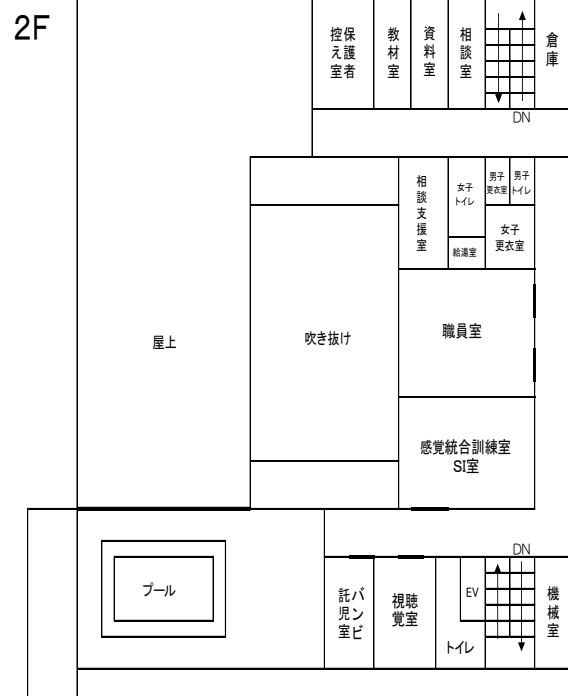 2F
保護者
控え室
教材室
資料室
相談室
倉庫
DN
相談支援室
女子
トイレ
男子
更衣室
男子
トイレ
給湯室
女子
更衣室
屋上
吹き抜け
職員室
感覚統合訓練室
SI室
DN
プール
バンビ
託児室
視聴
覚室
EV
トイレ
機械室